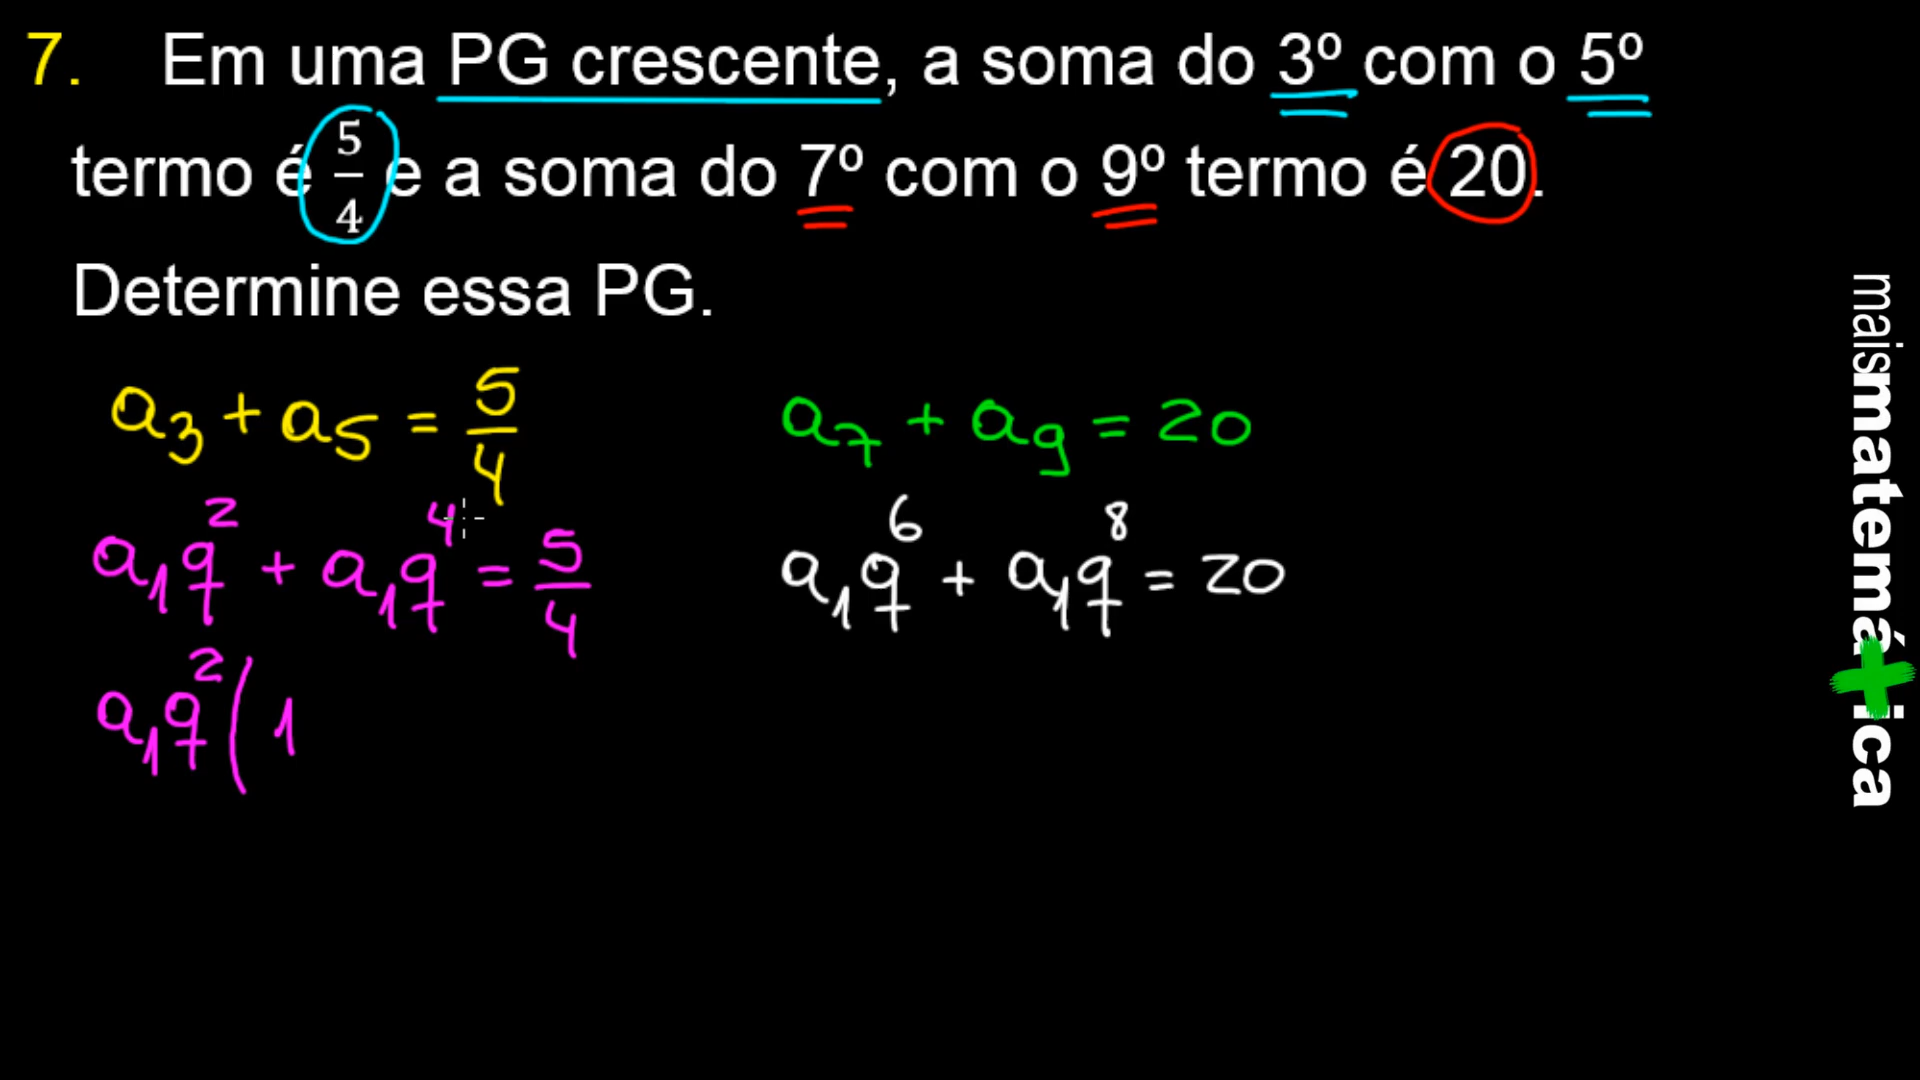 7. Em uma PG crescente, a soma do 3º com o 5º
termo é 5/4 e a soma do 7º com o 9º termo é 20.
Determine essa PG.
a₃ + a₅ = 5/4
a₇ + a₉ = 20
a₁q² + a₁q⁴ = 5/4
a₁q⁶ + a₁q⁸ = 20
a₁q² ( 1
maismatemática